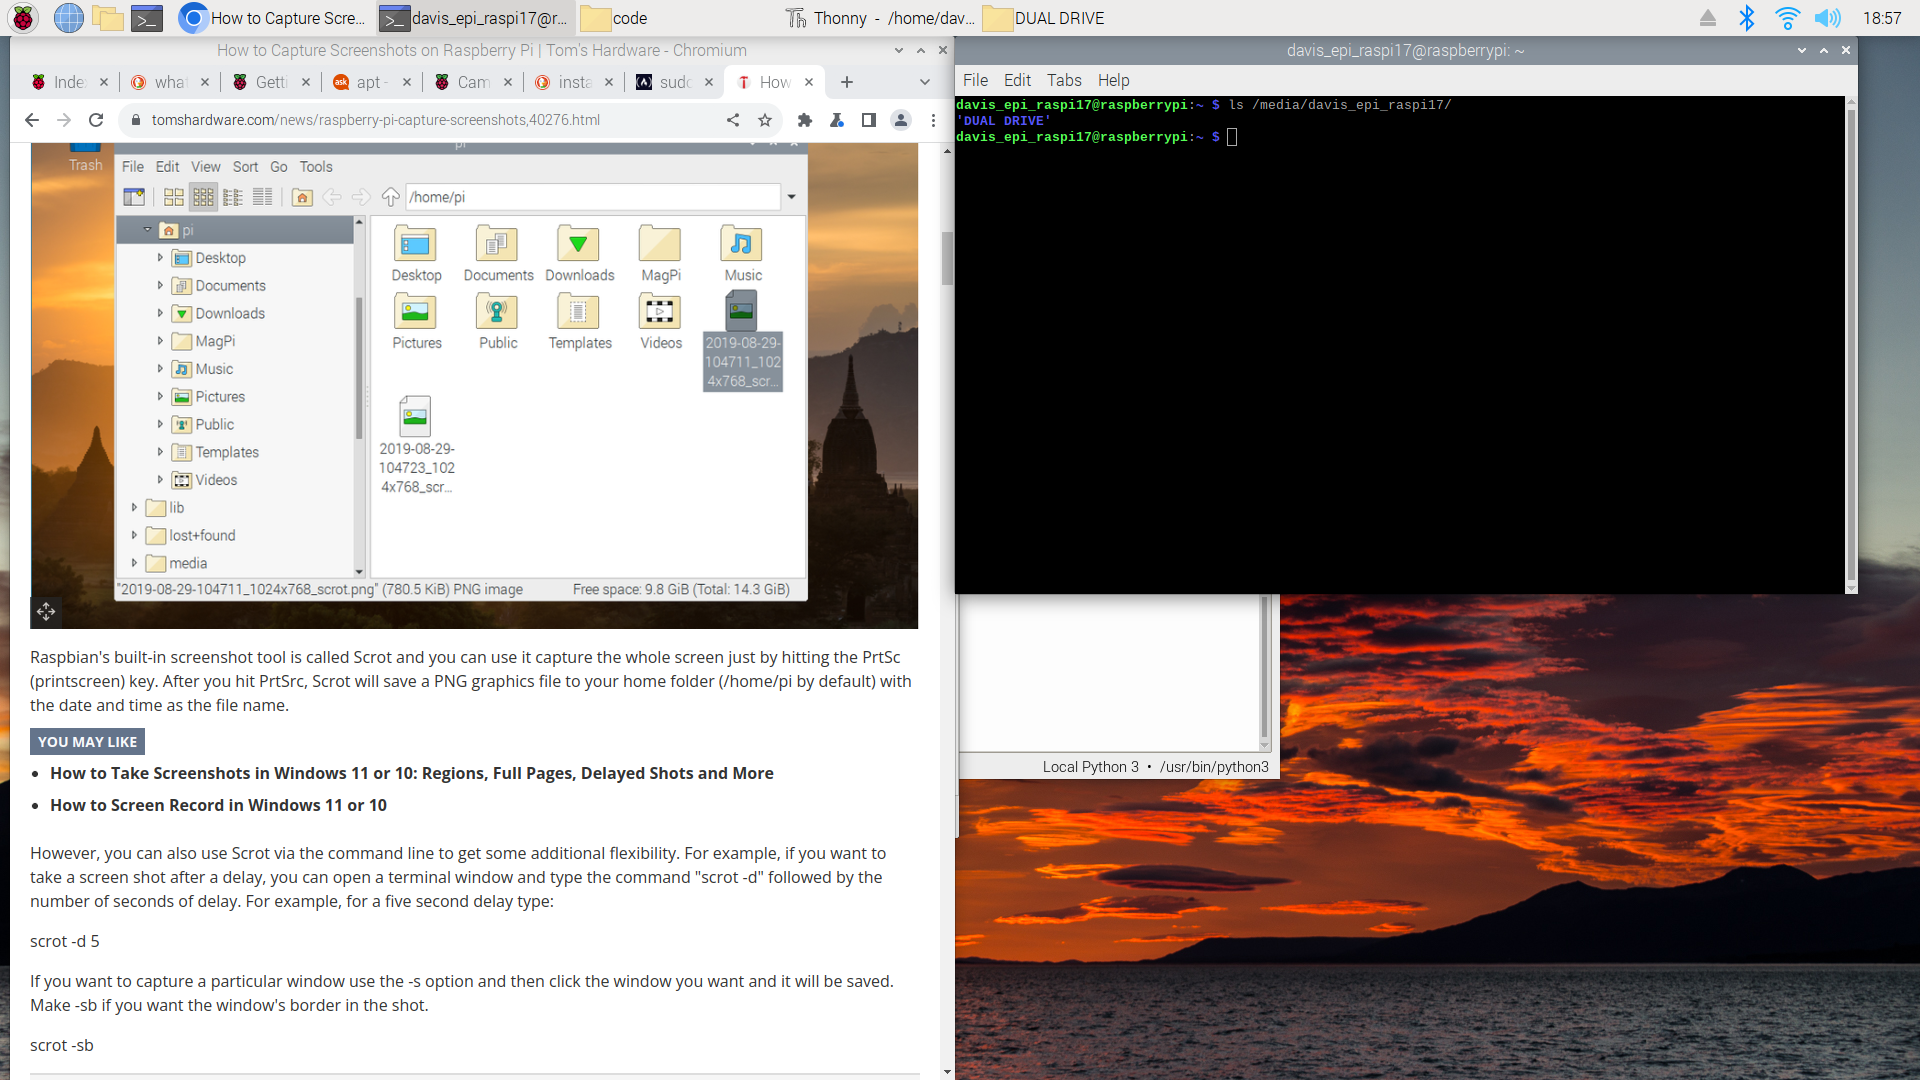 How to Capture Scre...
davis_epi_raspi17@r...
code
Thonny - /home/dav...
DUAL DRIVE
18:57
How to Capture Screenshots on Raspberry Pi | Tom's Hardware - Chromium
Index
what
Getti
apt -
Cam
insta
sudo
How
tomshardware.com/news/raspberry-pi-capture-screenshots,40276.html
Trash
pi
File Edit View Sort Go Tools
/home/pi
pi
Desktop
Documents
Downloads
MagPi
Music
Pictures
Public
Templates
Videos
lib
lost+found
media
Desktop
Documents
Downloads
MagPi
Music
Pictures
Public
Templates
Videos
2019-08-29-
104711_102
4x768_scr...
2019-08-29-
104723_102
4x768_scr...
"2019-08-29-104711_1024x768_scrot.png" (780.5 KiB) PNG image
Free space: 9.8 GiB (Total: 14.3 GiB)
Raspbian's built-in screenshot tool is called Scrot and you can use it capture the whole screen just by hitting the PrtSc
(printscreen) key. After you hit PrtSrc, Scrot will save a PNG graphics file to your home folder (/home/pi by default) with
the date and time as the file name.
YOU MAY LIKE
• How to Take Screenshots in Windows 11 or 10: Regions, Full Pages, Delayed Shots and More
• How to Screen Record in Windows 11 or 10
However, you can also use Scrot via the command line to get some additional flexibility. For example, if you want to
take a screen shot after a delay, you can open a terminal window and type the command "scrot -d" followed by the
number of seconds of delay. For example, for a five second delay type:
scrot -d 5
If you want to capture a particular window use the -s option and then click the window you want and it will be saved.
Make -sb if you want the window's border in the shot.
scrot -sb
davis_epi_raspi17@raspberrypi: ~
File Edit Tabs Help
davis_epi_raspi17@raspberrypi:~ $ ls /media/davis_epi_raspi17/
'DUAL DRIVE'
davis_epi_raspi17@raspberrypi:~ $
Local Python 3 • /usr/bin/python3